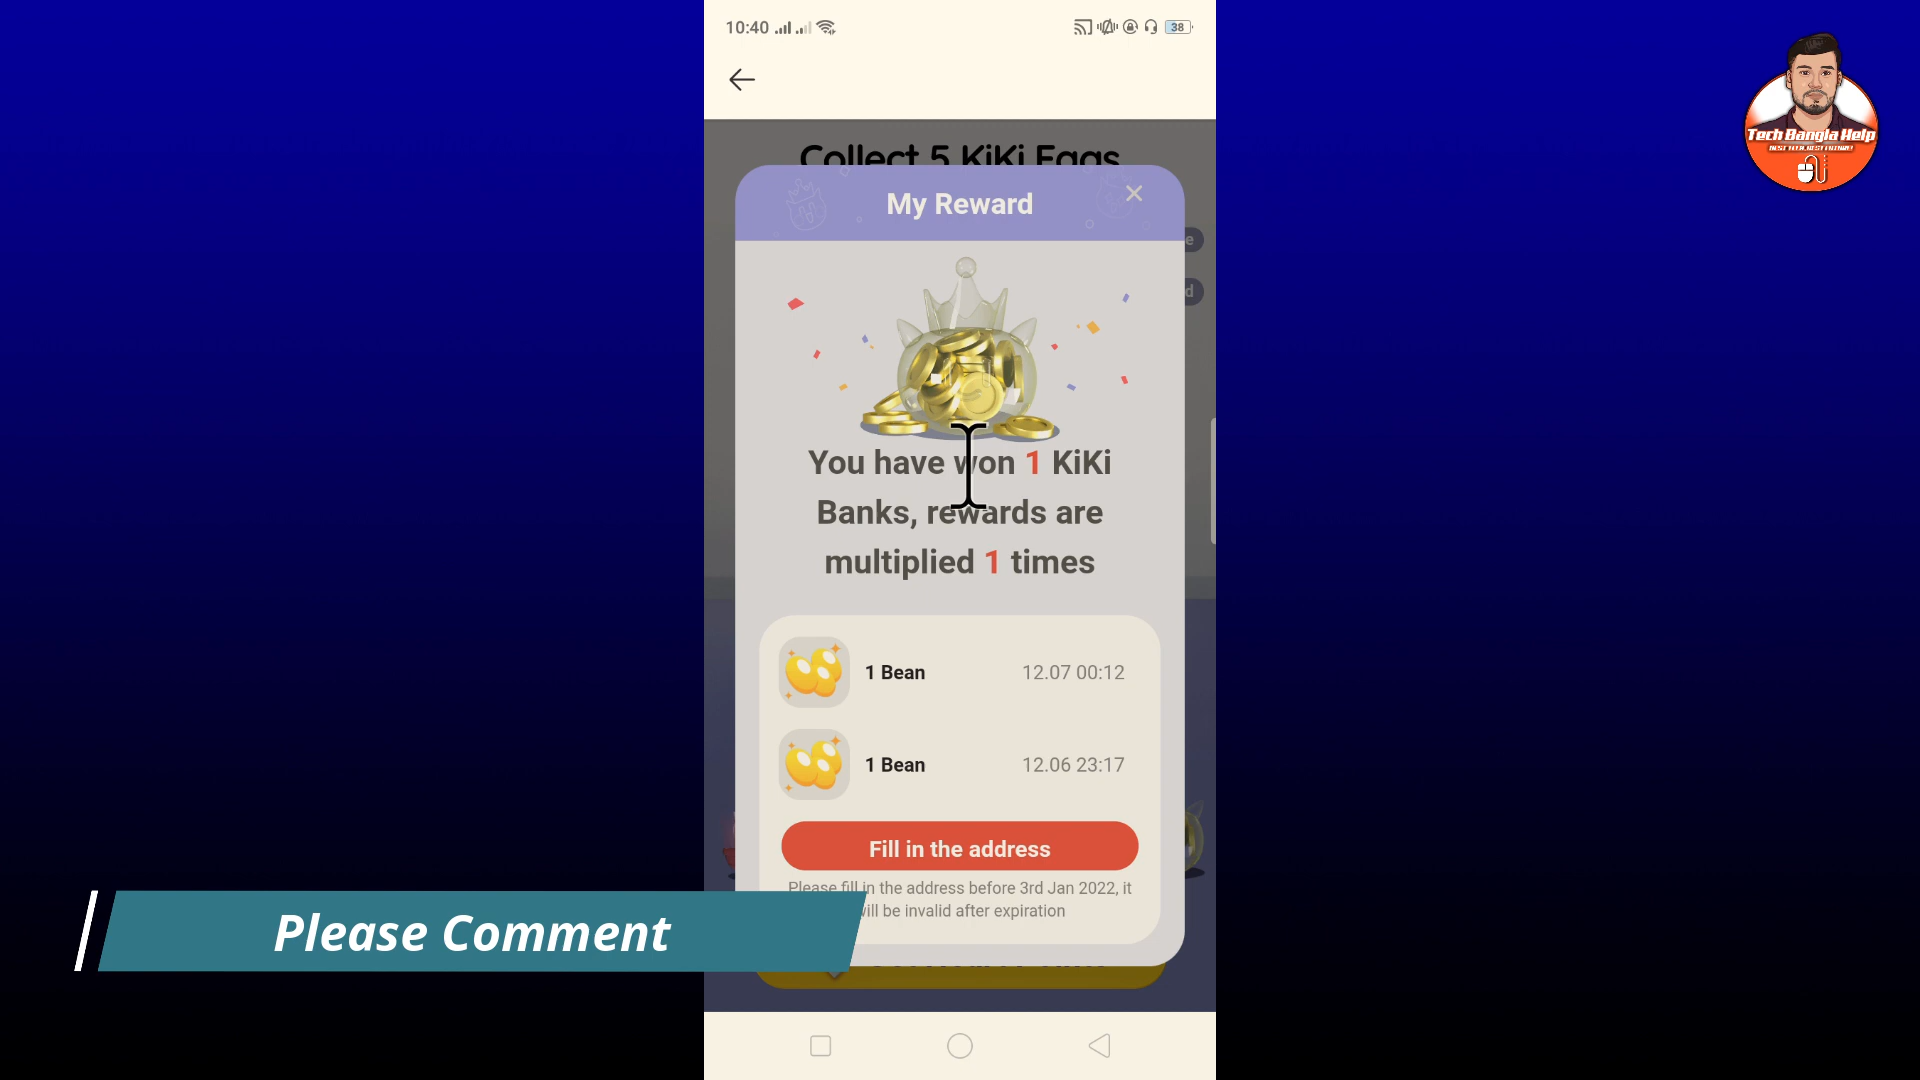 10:40
38
Collect 5 KiKi Eggs
My Reward
e
d
You have won 1 KiKi
Banks, rewards are
multiplied 1 times
1 Bean 12.07 00:12
1 Bean 12.06 23:17
Fill in the address
Please fill in the address before 3rd Jan 2022, it
will be invalid after expiration
Please Comment
Tech Bangla Help